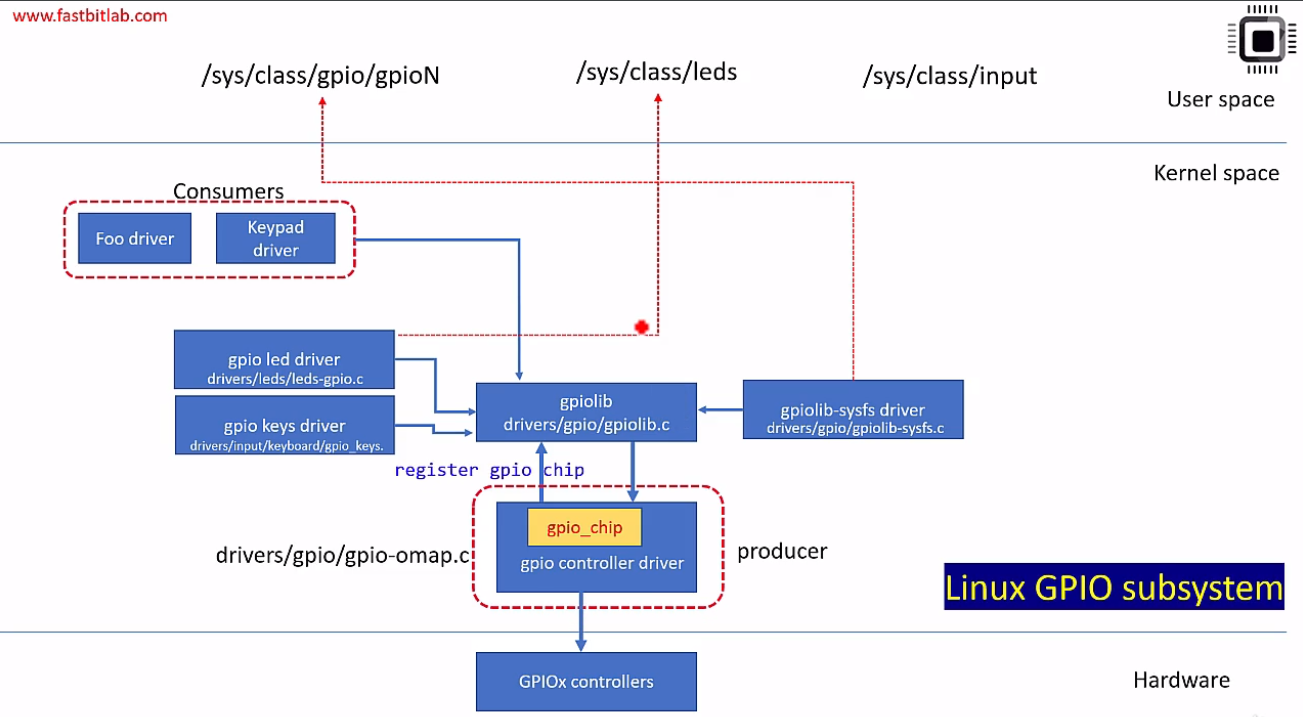 www.fastbitlab.com
/sys/class/gpio/gpioN
/sys/class/leds
/sys/class/input
User space
Kernel space
Consumers
Foo driver
Keypad
driver
gpio led driver
drivers/leds/leds-gpio.c
gpio keys driver
drivers/input/keyboard/gpio_keys.
gpiolib
drivers/gpio/gpiolib.c
gpiolib-sysfs driver
drivers/gpio/gpiolib-sysfs.c
register gpio chip
gpio_chip
gpio controller driver
drivers/gpio/gpio-omap.c
producer
Linux GPIO subsystem
GPIOx controllers
Hardware